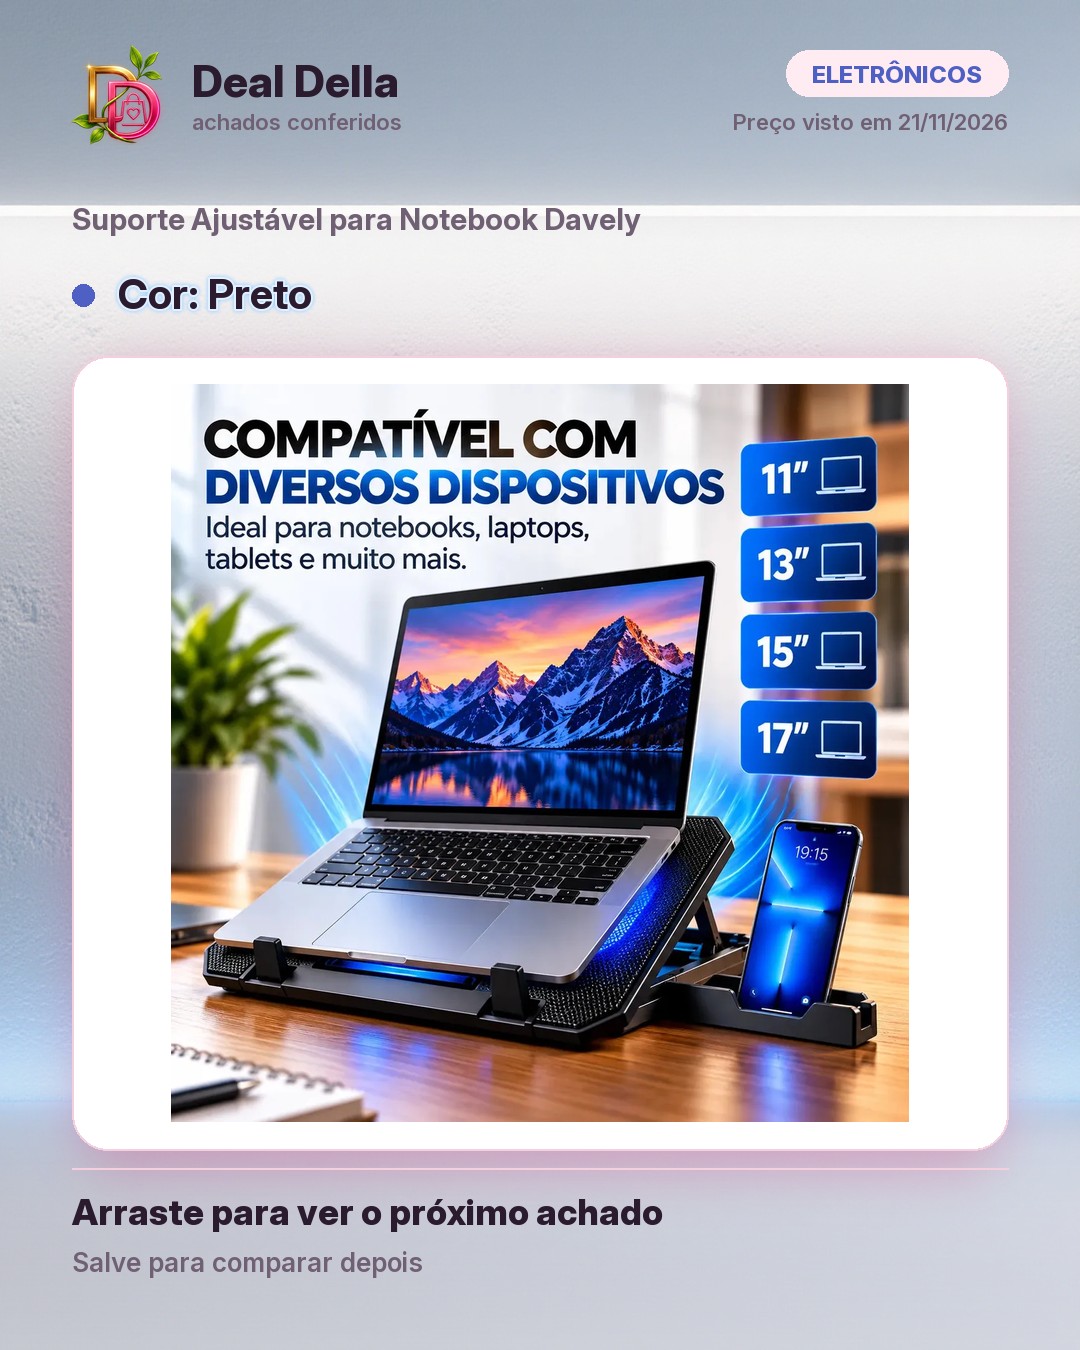 Deal Della
achados conferidos
ELETRÔNICOS
Preço visto em 21/11/2026
Suporte Ajustável para Notebook Davely
Cor: Preto
COMPATÍVEL COM
DIVERSOS DISPOSITIVOS
Ideal para notebooks, laptops,
tablets e muito mais.
11”
13”
15”
17”
19:15
Arraste para ver o próximo achado
Salve para comparar depois